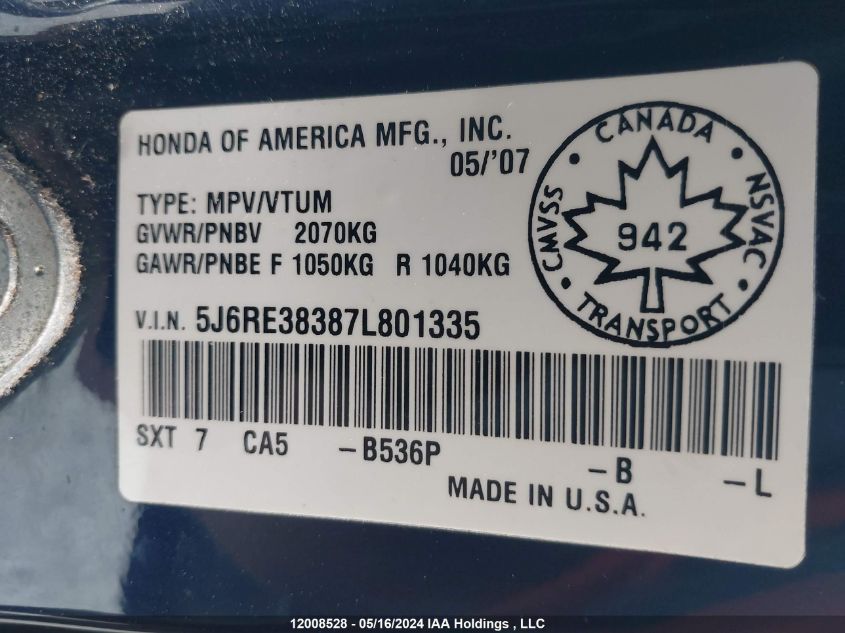 HONDA OF AMERICA MFG., INC.
05/'07
TYPE: MPV/VTUM
GVWR/PNBV 2070KG
GAWR/PNBE F 1050KG R 1040KG
V.I.N. 5J6RE38387L801335
SXT 7 CA5 -B536P -B -L
MADE IN U.S.A.
CANADA
CMVSS 942 NSVAC
TRANSPORT
12008528 - 05/16/2024 IAA Holdings , LLC